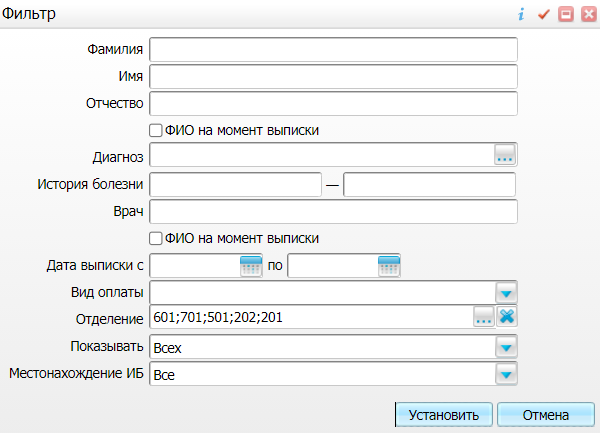 Фильтр
Фамилия
Имя
Отчество
ФИО на момент выписки
Диагноз ...
История болезни —
Врач
ФИО на момент выписки
Дата выписки с по
Вид оплаты
Отделение 601;701;501;202;201 ...
Показывать Всех
Местонахождение ИБ Все
Установить Отмена